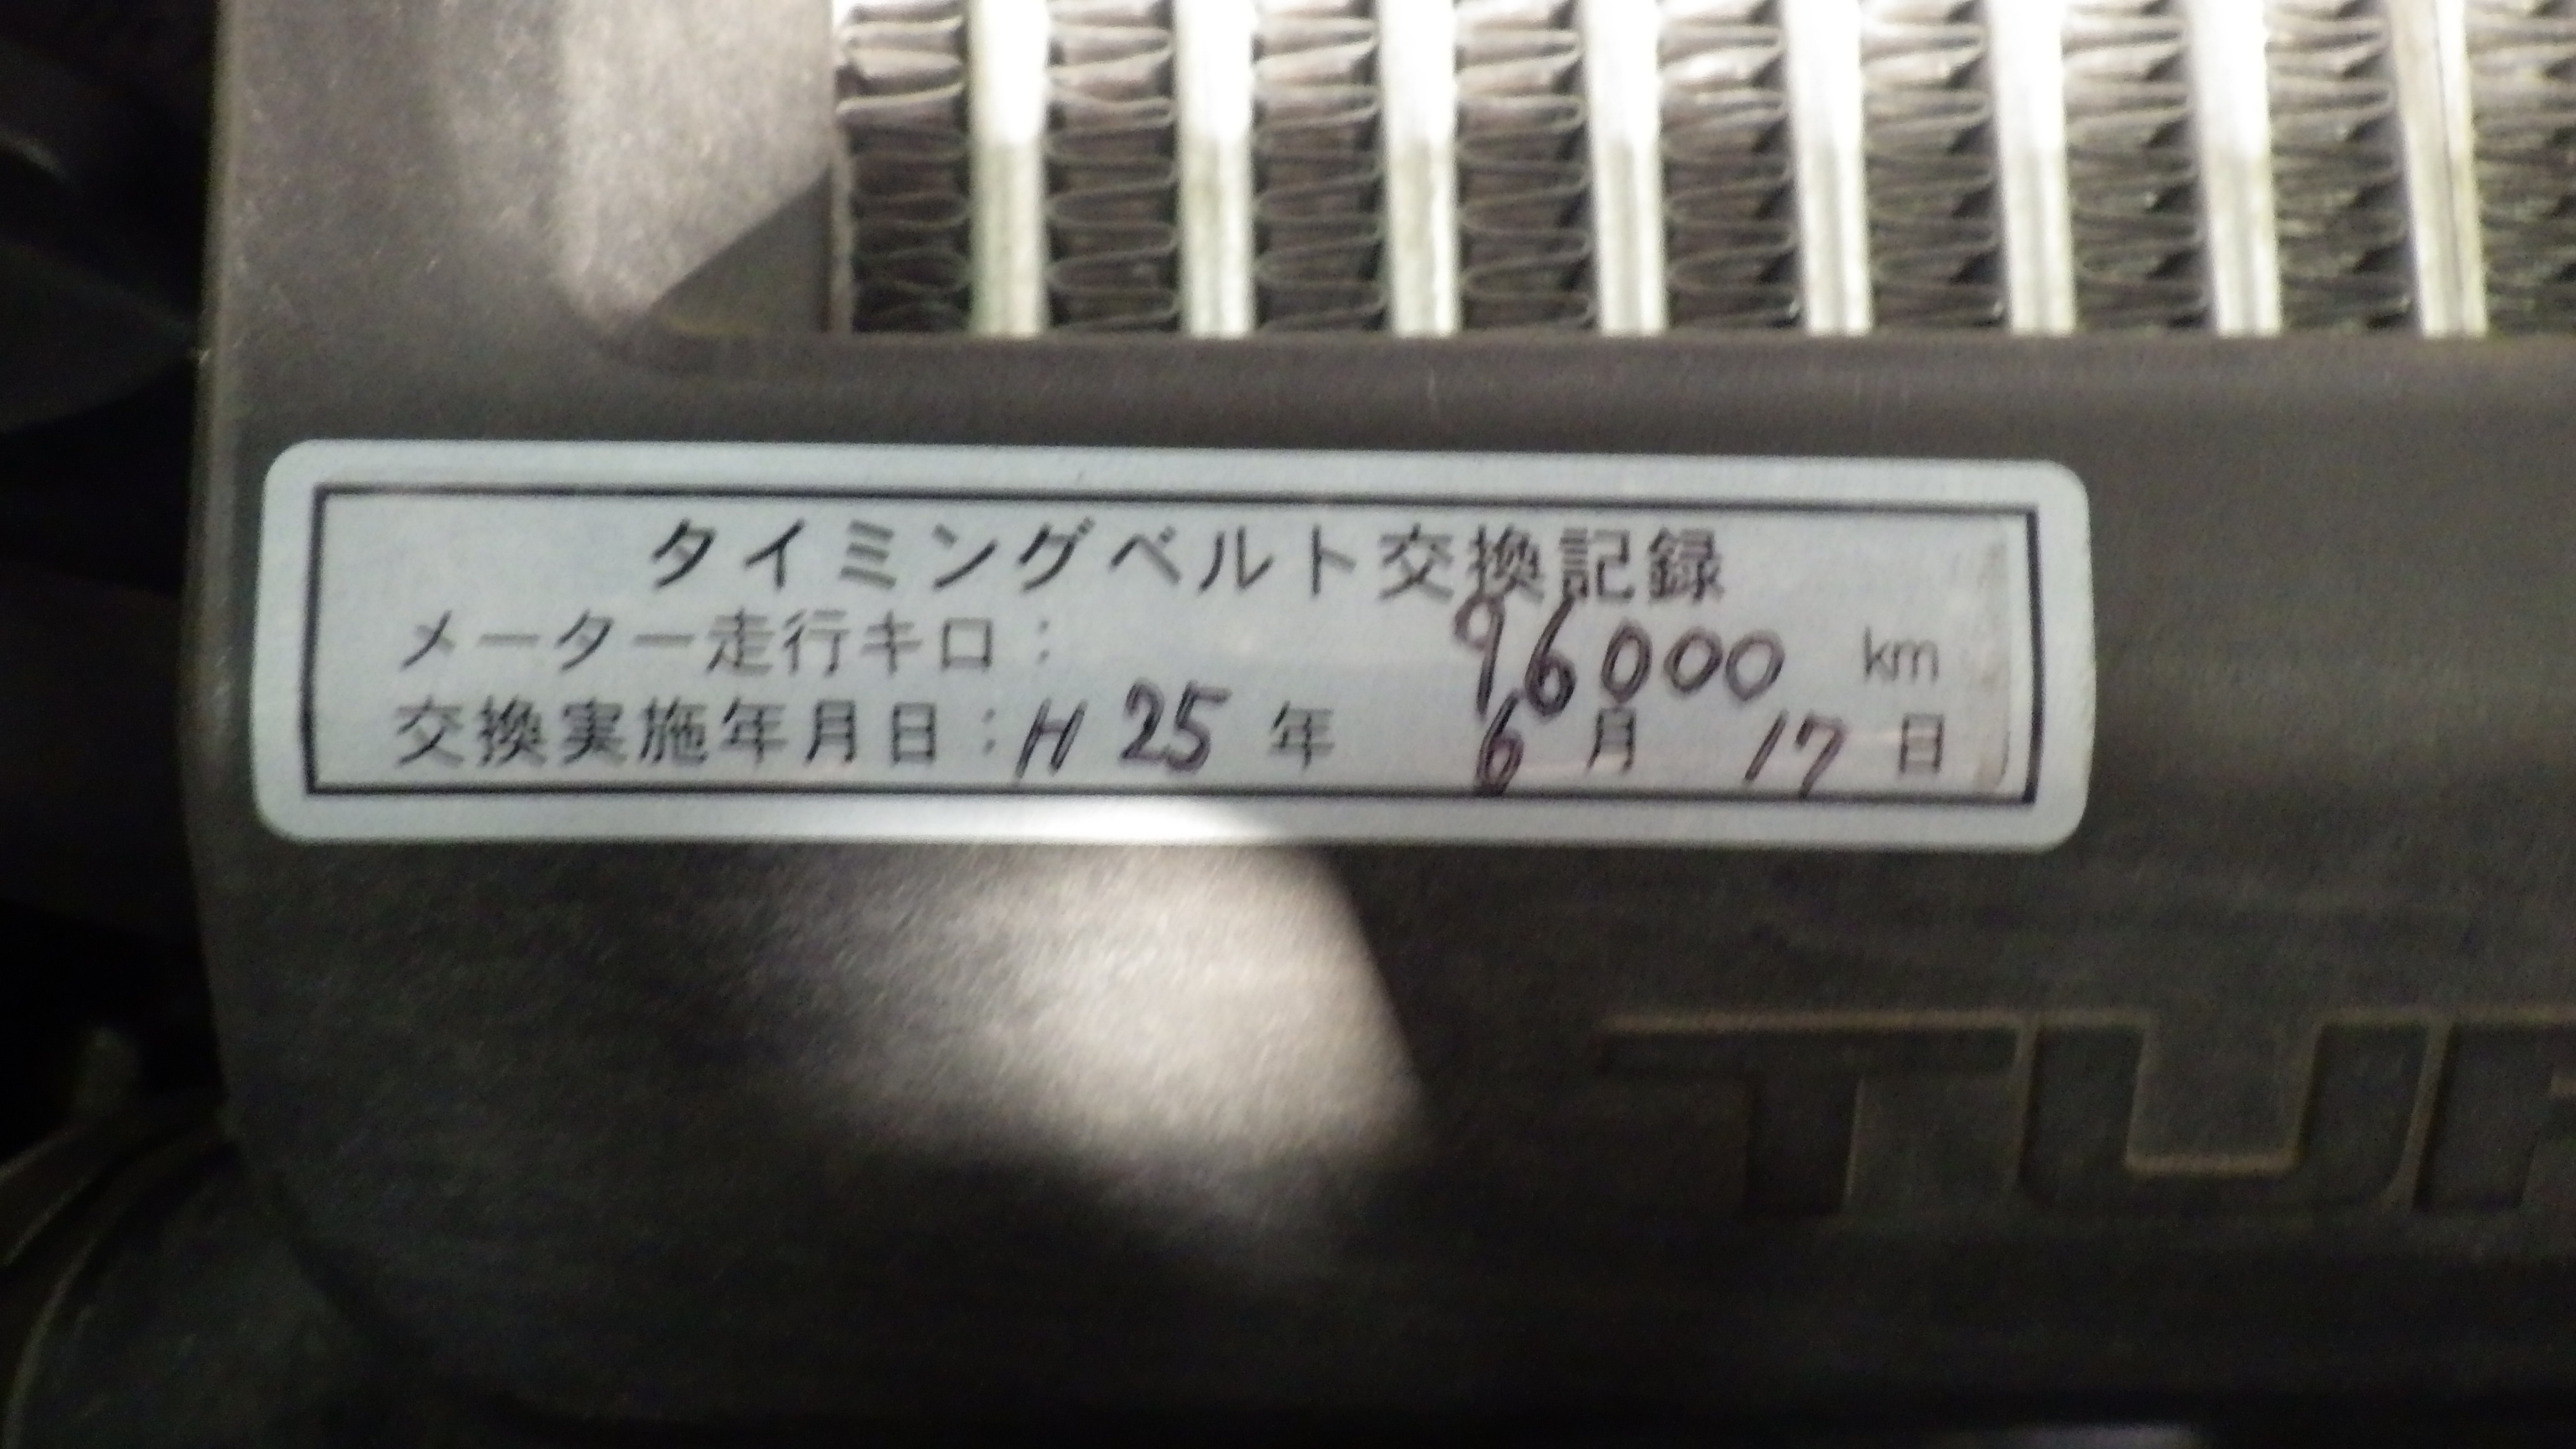 タイミングベルト交換記録
メーター走行キロ： 96000 km
交換実施年月日：H 25 年 6 月 17 日